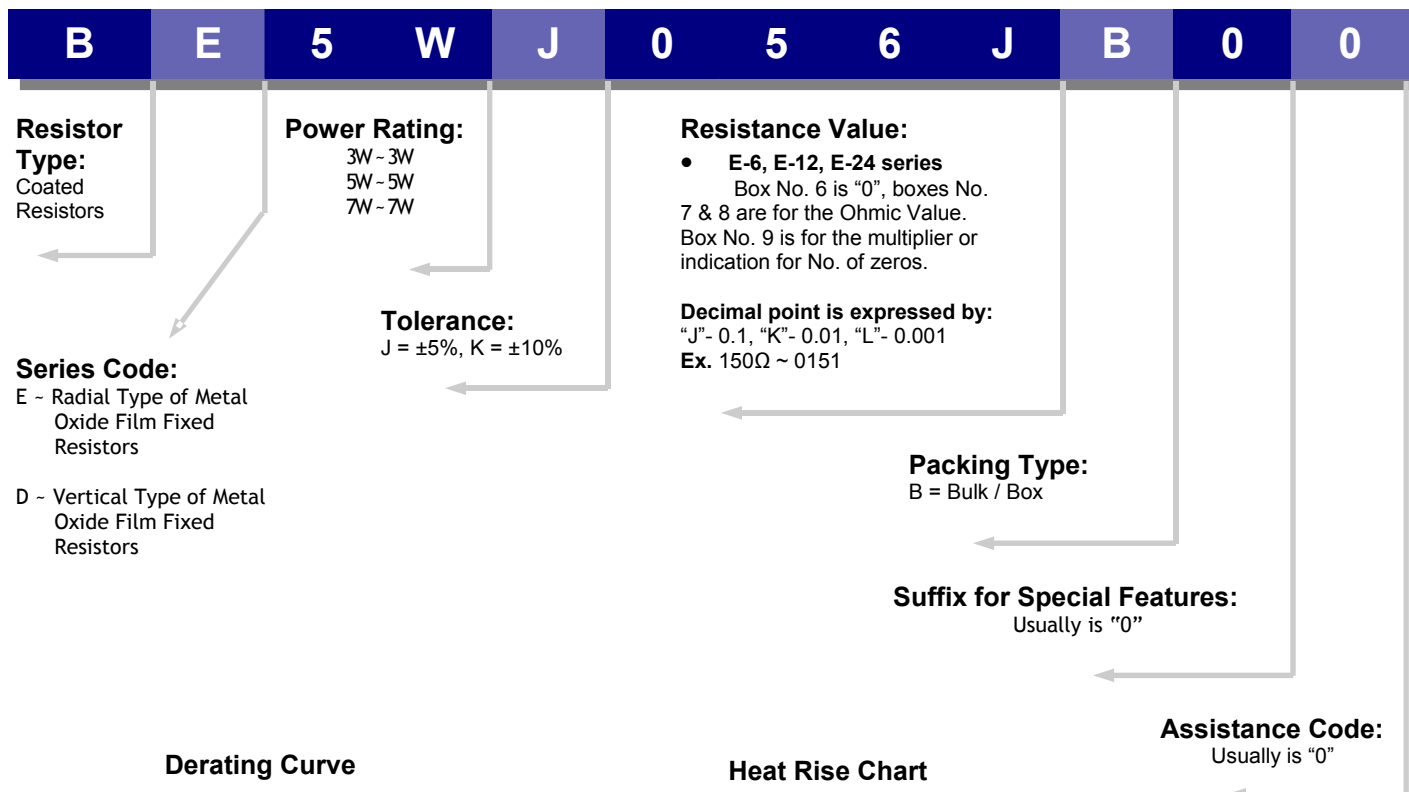 B E 5 W J 0 5 6 J B 0 0
Resistor
Type:
Coated
Resistors
Power Rating:
3W ~ 3W
5W ~ 5W
7W ~ 7W
Resistance Value:
• E-6, E-12, E-24 series
Box No. 6 is “0”, boxes No.
7 & 8 are for the Ohmic Value.
Box No. 9 is for the multiplier or
indication for No. of zeros.
Decimal point is expressed by:
“J”- 0.1, “K”- 0.01, “L”- 0.001
Ex. 150Ω ~ 0151
Tolerance:
J = ±5%, K = ±10%
Series Code:
E ~ Radial Type of Metal
Oxide Film Fixed
Resistors
D ~ Vertical Type of Metal
Oxide Film Fixed
Resistors
Packing Type:
B = Bulk / Box
Suffix for Special Features:
Usually is “0”
Assistance Code:
Usually is “0”
Derating Curve
Heat Rise Chart